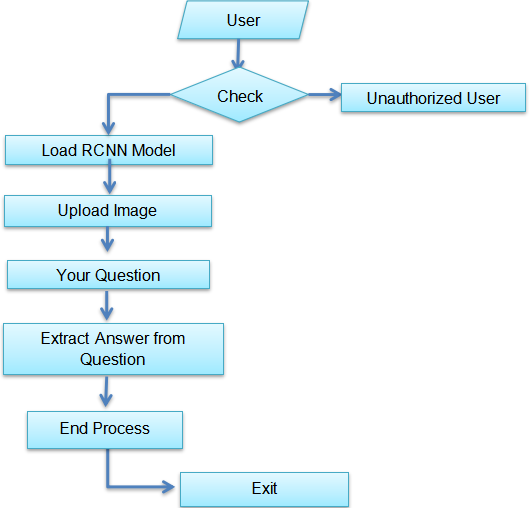 User
Check
Unauthorized User
Load RCNN Model
Upload Image
Your Question
Extract Answer from
Question
End Process
Exit